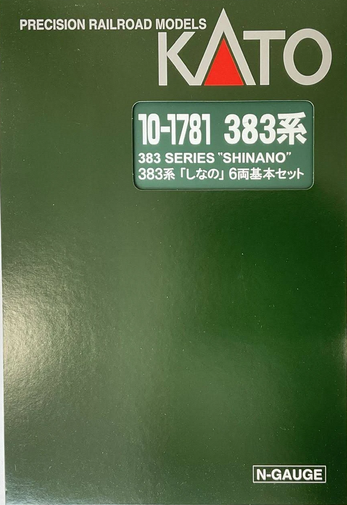 PRECISION RAILROAD MODELS
KATO
10-1781 383系
383 SERIES "SHINANO"
383系「しなの」6両基本セット
N-GAUGE